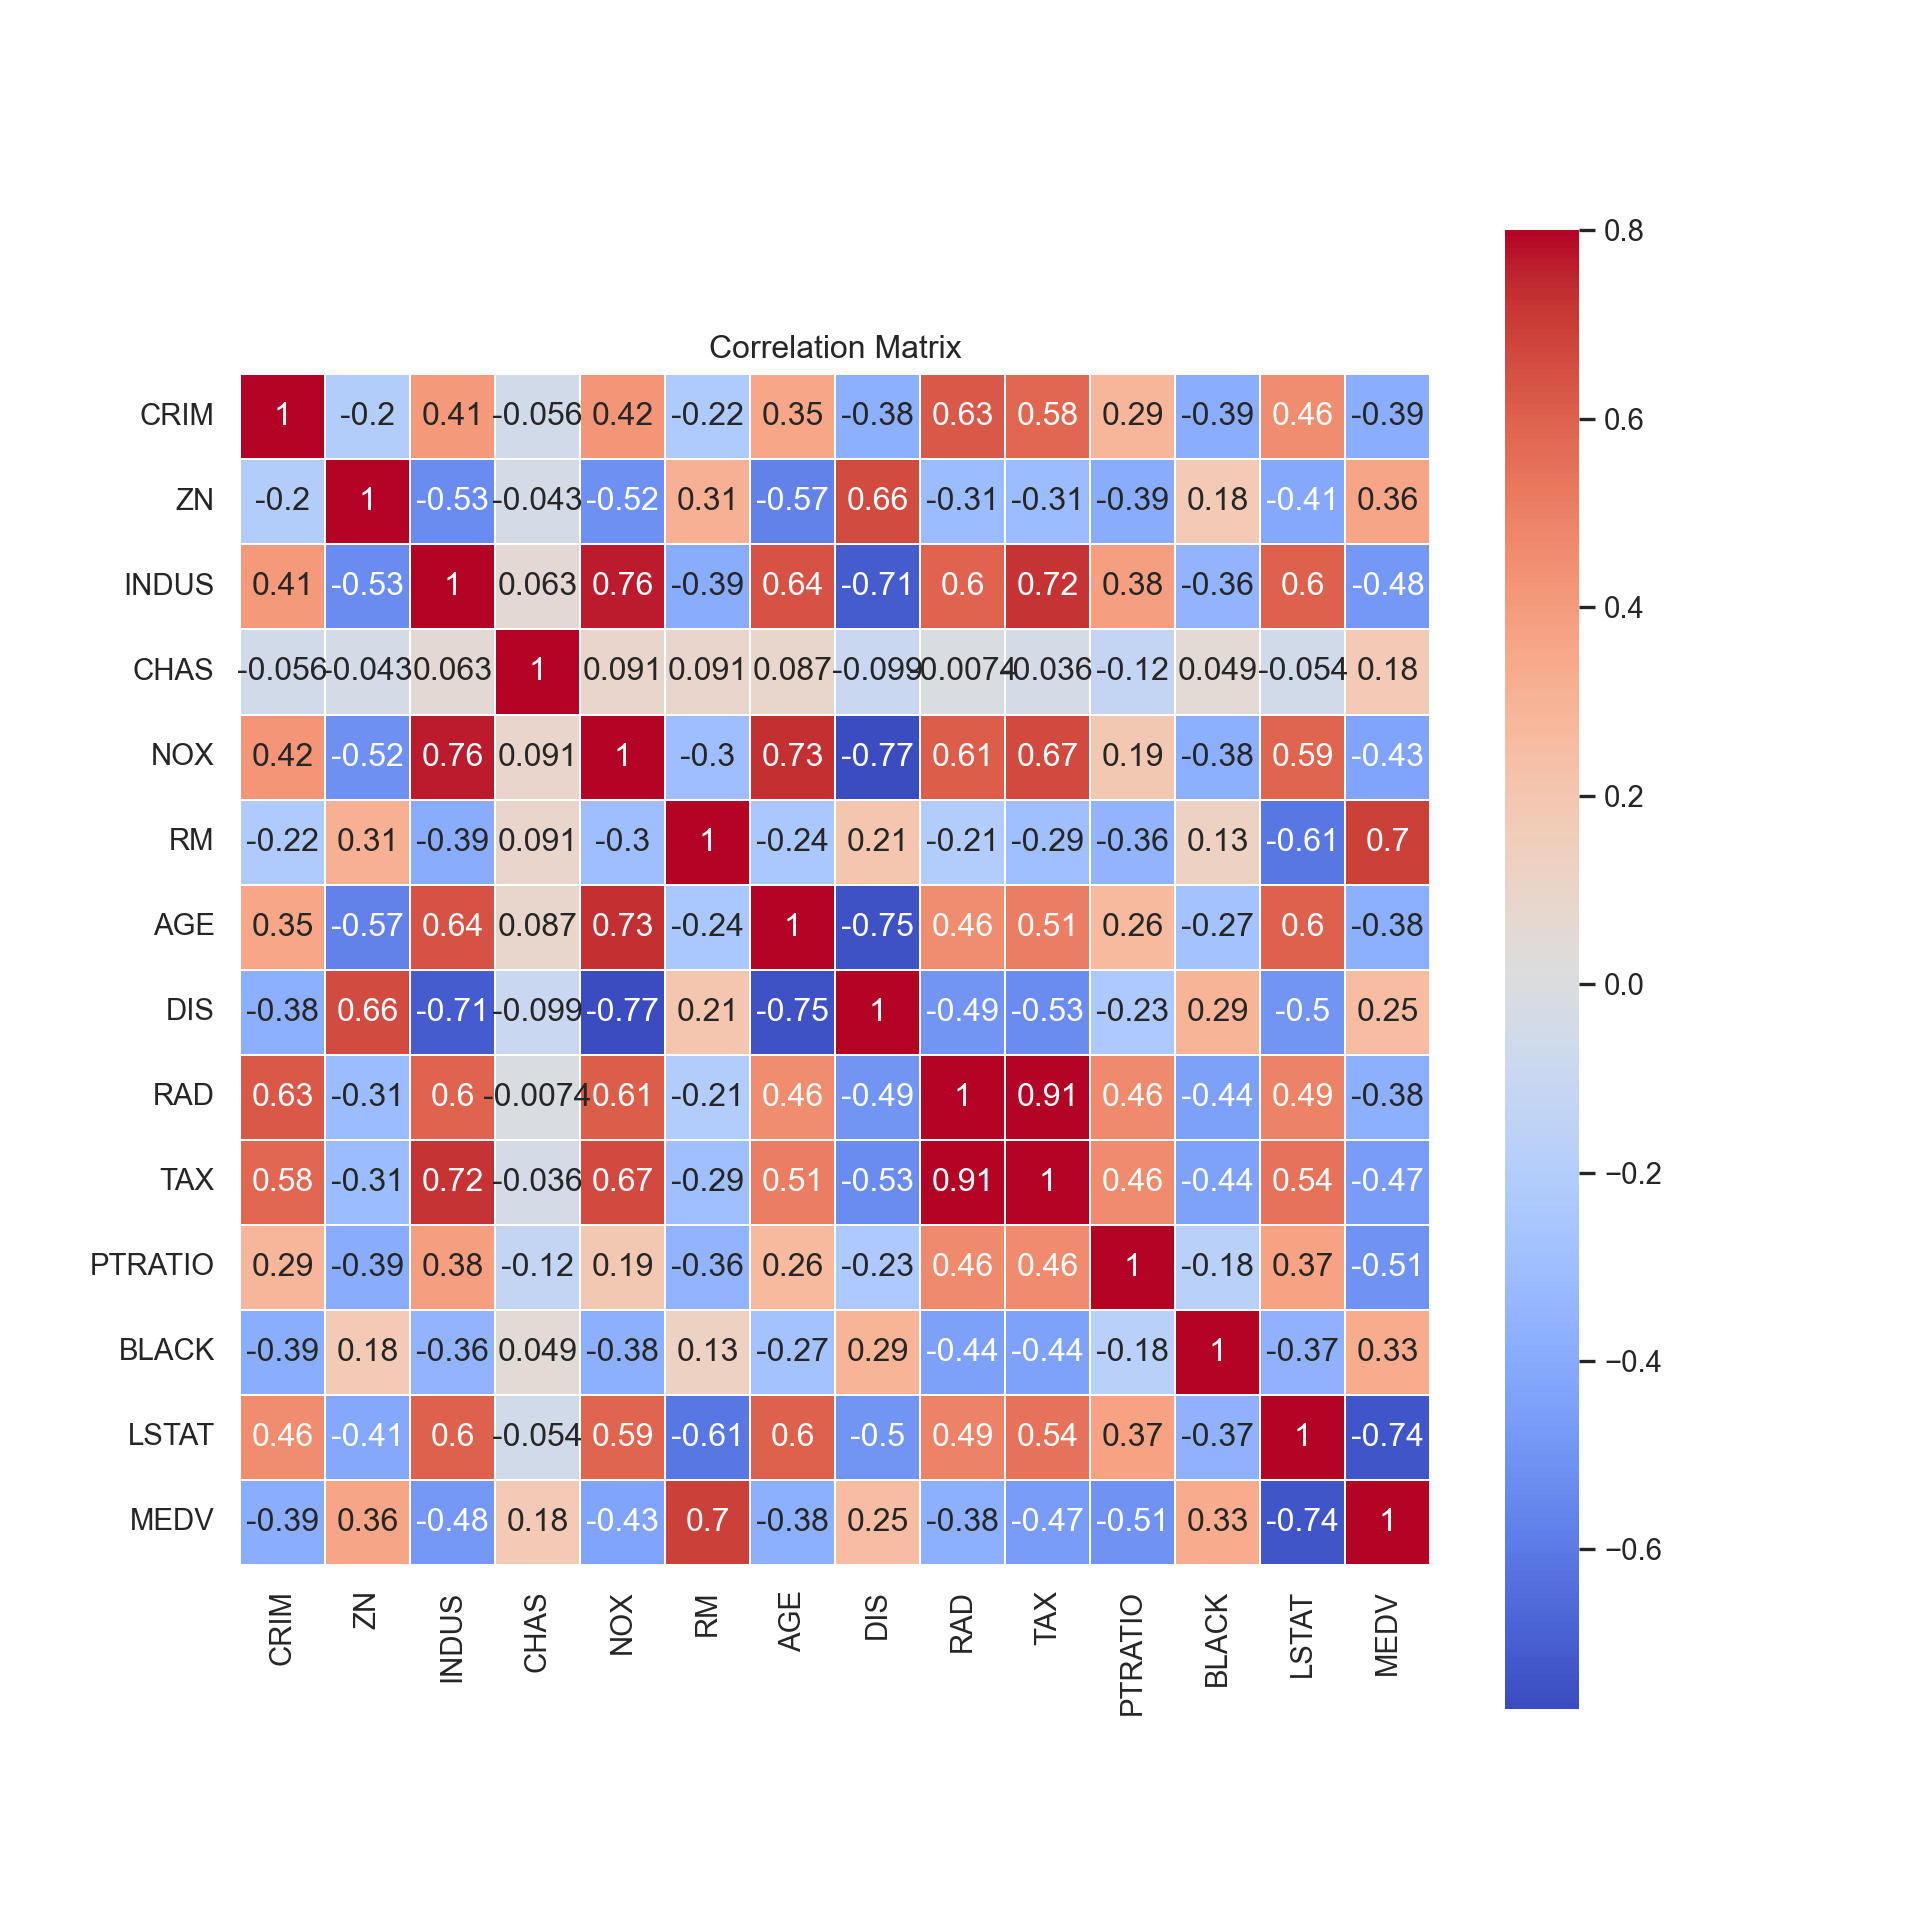 Correlation Matrix
CRIM 1 -0.2 0.41 -0.056 0.42 -0.22 0.35 -0.38 0.63 0.58 0.29 -0.39 0.46 -0.39
ZN -0.2 1 -0.53 -0.043 -0.52 0.31 -0.57 0.66 -0.31 -0.31 -0.39 0.18 -0.41 0.36
INDUS 0.41 -0.53 1 0.063 0.76 -0.39 0.64 -0.71 0.6 0.72 0.38 -0.36 0.6 -0.48
CHAS -0.056 -0.043 0.063 1 0.091 0.091 0.087 -0.099 -0.0074 -0.036 -0.12 0.049 -0.054 0.18
NOX 0.42 -0.52 0.76 0.091 1 -0.3 0.73 -0.77 0.61 0.67 0.19 -0.38 0.59 -0.43
RM -0.22 0.31 -0.39 0.091 -0.3 1 -0.24 0.21 -0.21 -0.29 -0.36 0.13 -0.61 0.7
AGE 0.35 -0.57 0.64 0.087 0.73 -0.24 1 -0.75 0.46 0.51 0.26 -0.27 0.6 -0.38
DIS -0.38 0.66 -0.71 -0.099 -0.77 0.21 -0.75 1 -0.49 -0.53 -0.23 0.29 -0.5 0.25
RAD 0.63 -0.31 0.6 -0.0074 0.61 -0.21 0.46 -0.49 1 0.91 0.46 -0.44 0.49 -0.38
TAX 0.58 -0.31 0.72 -0.036 0.67 -0.29 0.51 -0.53 0.91 1 0.46 -0.44 0.54 -0.47
PTRATIO 0.29 -0.39 0.38 -0.12 0.19 -0.36 0.26 -0.23 0.46 0.46 1 -0.18 0.37 -0.51
BLACK -0.39 0.18 -0.36 0.049 -0.38 0.13 -0.27 0.29 -0.44 -0.44 -0.18 1 -0.37 0.33
LSTAT 0.46 -0.41 0.6 -0.054 0.59 -0.61 0.6 -0.5 0.49 0.54 0.37 -0.37 1 -0.74
MEDV -0.39 0.36 -0.48 0.18 -0.43 0.7 -0.38 0.25 -0.38 -0.47 -0.51 0.33 -0.74 1
CRIM ZN INDUS CHAS NOX RM AGE DIS RAD TAX PTRATIO BLACK LSTAT MEDV
0.8
0.6
0.4
0.2
0.0
−0.2
−0.4
−0.6